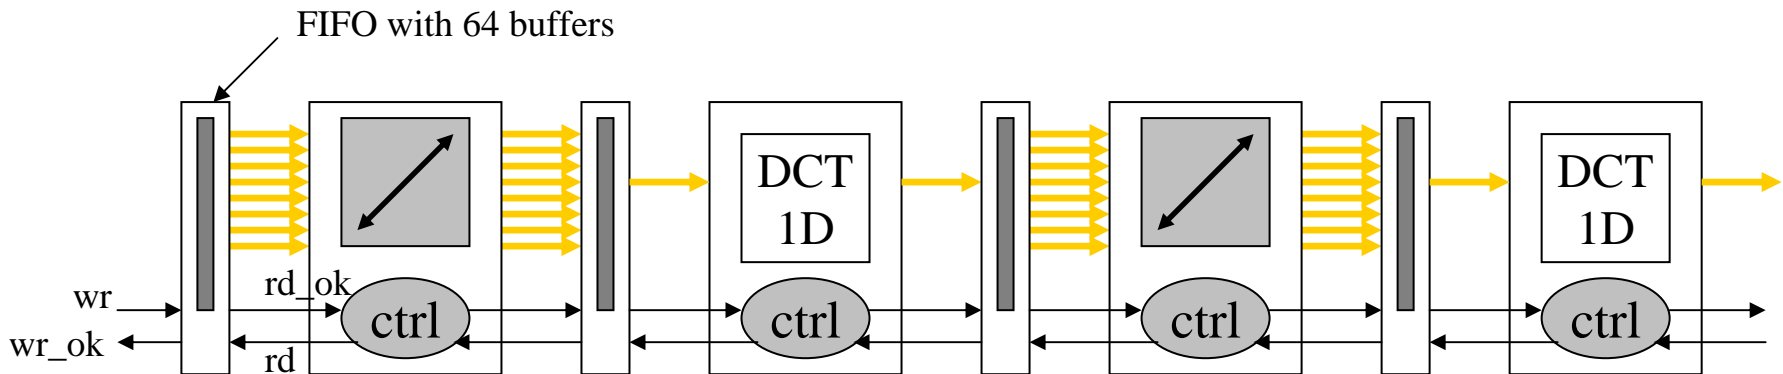 FIFO with 64 buffers
DCT
1D
DCT
1D
wr
rd_ok
ctrl
ctrl
ctrl
ctrl
wr_ok
rd